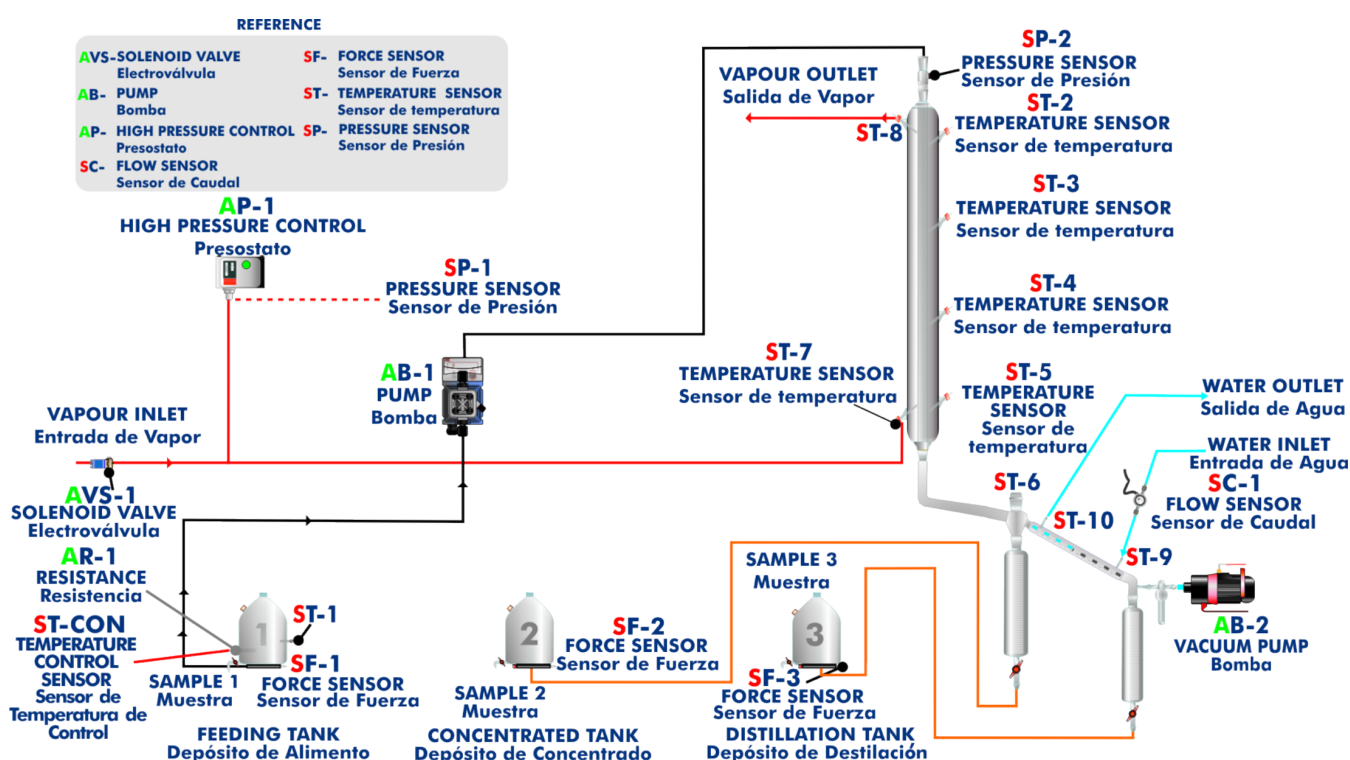 REFERENCE
AVS-SOLENOID VALVE
Electroválvula
AB- PUMP
Bomba
AP- HIGH PRESSURE CONTROL
Presostato
SC- FLOW SENSOR
Sensor de Caudal
SF- FORCE SENSOR
Sensor de Fuerza
ST- TEMPERATURE SENSOR
Sensor de temperatura
SP- PRESSURE SENSOR
Sensor de Presión
AP-1
HIGH PRESSURE CONTROL
Presostato
SP-1
PRESSURE SENSOR
Sensor de Presión
AB-1
PUMP
Bomba
VAPOUR OUTLET
Salida de Vapor
ST-8
SP-2
PRESSURE SENSOR
Sensor de Presión
ST-2
TEMPERATURE SENSOR
Sensor de temperatura
ST-3
TEMPERATURE SENSOR
Sensor de temperatura
ST-4
TEMPERATURE SENSOR
Sensor de temperatura
ST-7
TEMPERATURE SENSOR
Sensor de temperatura
ST-5
TEMPERATURE
SENSOR
Sensor de
temperatura
WATER OUTLET
Salida de Agua
WATER INLET
Entrada de Agua
SC-1
FLOW SENSOR
Sensor de Caudal
ST-6
ST-10
ST-9
VAPOUR INLET
Entrada de Vapor
AVS-1
SOLENOID VALVE
Electroválvula
AR-1
RESISTANCE
Resistencia
ST-CON
TEMPERATURE
CONTROL
SENSOR
Sensor de
Temperatura de
Control
1
ST-1
SF-1
FORCE SENSOR
Sensor de Fuerza
SAMPLE 1
Muestra
FEEDING TANK
Depósito de Alimento
2
SF-2
FORCE SENSOR
Sensor de Fuerza
SAMPLE 2
Muestra
CONCENTRATED TANK
Depósito de Concentrado
SAMPLE 3
Muestra
3
SF-3
FORCE SENSOR
Sensor de Fuerza
DISTILLATION TANK
Depósito de Destilación
AB-2
VACUUM PUMP
Bomba